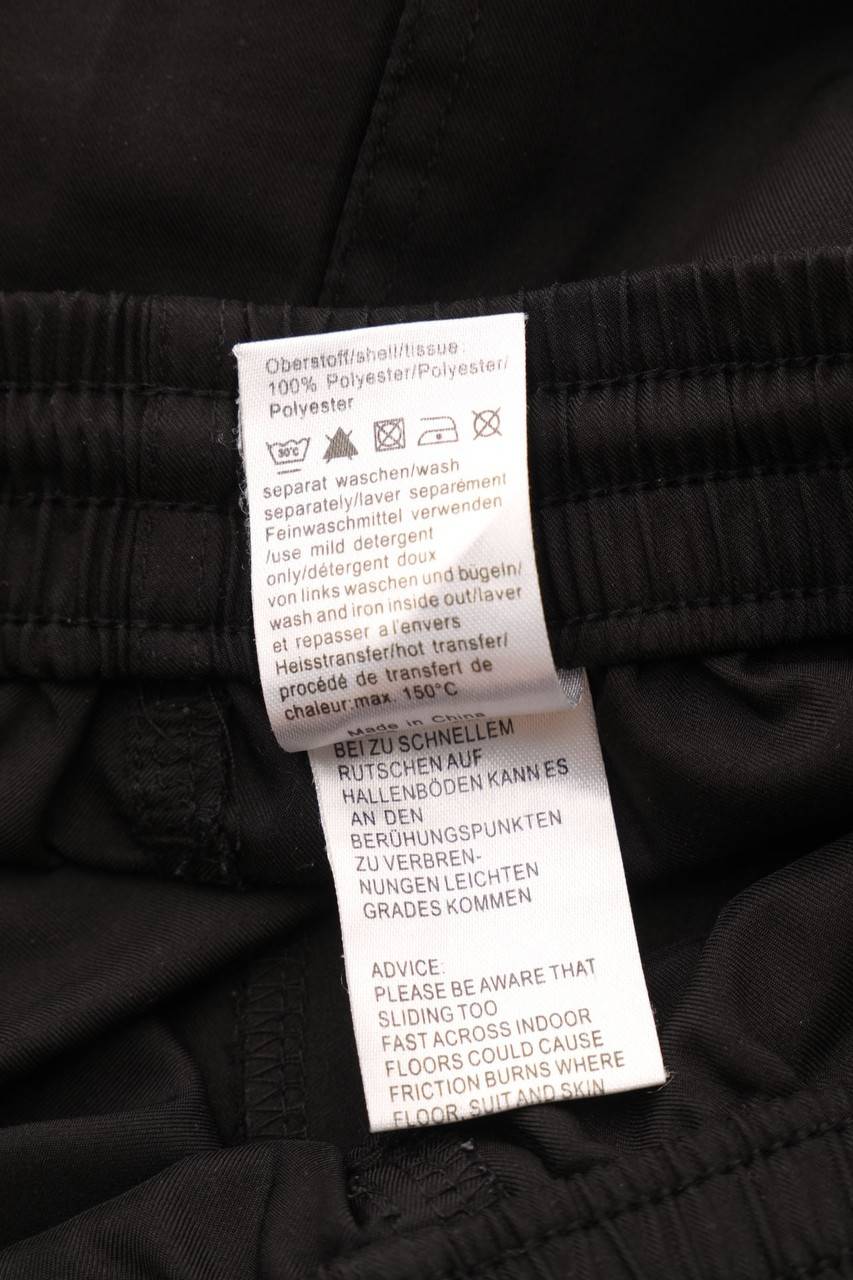 Oberstoff/shell/tissue:
100% Polyester/Polyester/
Polyester
30°C
separat waschen/wash
separately/laver separément
Feinwaschmittel verwenden
/use mild detergent
only/détergent doux
von links waschen und bügeln/
wash and iron inside out/laver
et repasser a l'envers
Heisstransfer/hot transfer/
procédé de transfert de
chaleur:max. 150°C
Made in China
BEI ZU SCHNELLEM
RUTSCHEN AUF
HALLENBÖDEN KANN ES
AN DEN
BERÜHUNGSPUNKTEN
ZU VERBREN-
NUNGEN LEICHTEN
GRADES KOMMEN
ADVICE:
PLEASE BE AWARE THAT
SLIDING TOO
FAST ACROSS INDOOR
FLOORS COULD CAUSE
FRICTION BURNS WHERE
FLOOR, SUIT AND SKIN